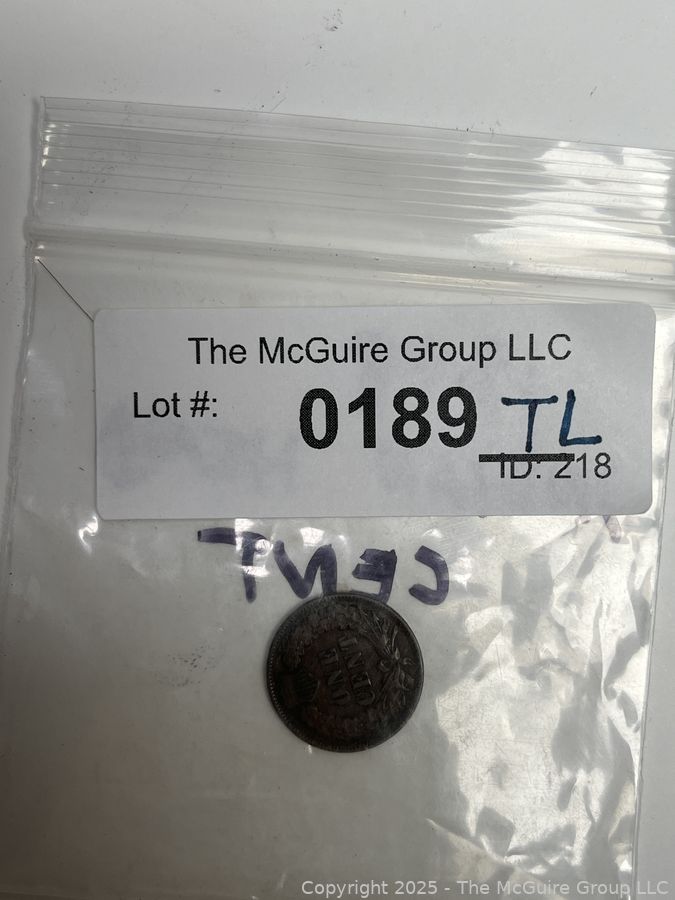 The McGuire Group LLC
Lot #:
0189 TL
ID: 218
CENT
ONE
CENT
Copyright 2025 - The McGuire Group LLC